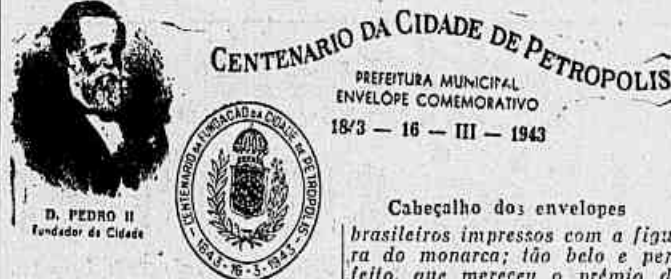 CENTENARIO DA CIDADE DE PETROPOLIS
PREFEITURA MUNICIPAL
ENVELOPE COMEMORATIVO
18/3 — 16 — III — 1943
D. PEDRO II
Fundador da Cidade
CENTENARIO DA FUNDAÇÃO DA CIDADE DE PETROPOLIS
1843 - 16 - 3 - 1943
Cabeçalho dos envelopes
brasileiros impressos com a figu
ra do monarca; tão belo e per
feito que mereceu o prêmio